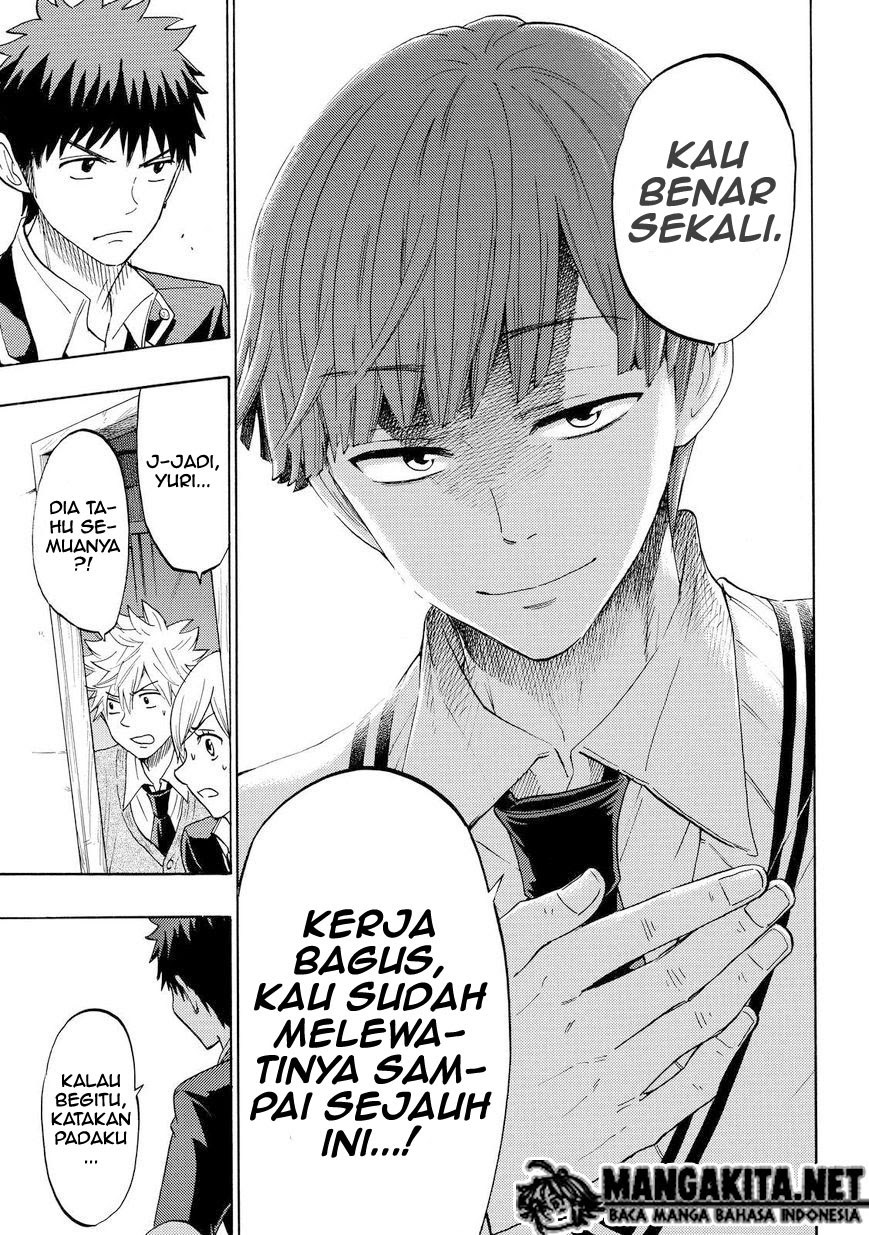 KAU
BENAR
SEKALI.
KERJA
BAGUS,
KAU SUDAH
MELEWA-
TINYA SAM-
PAI SEJAUH
INI...!
J-JADI,
YURI...
DIA TA-
HU SE-
MUANYA
?!
KALAU
BEGITU,
KATAKAN
PADAKU
...
MANGAKITA.NET
BACA MANGA BAHASA INDONESIA